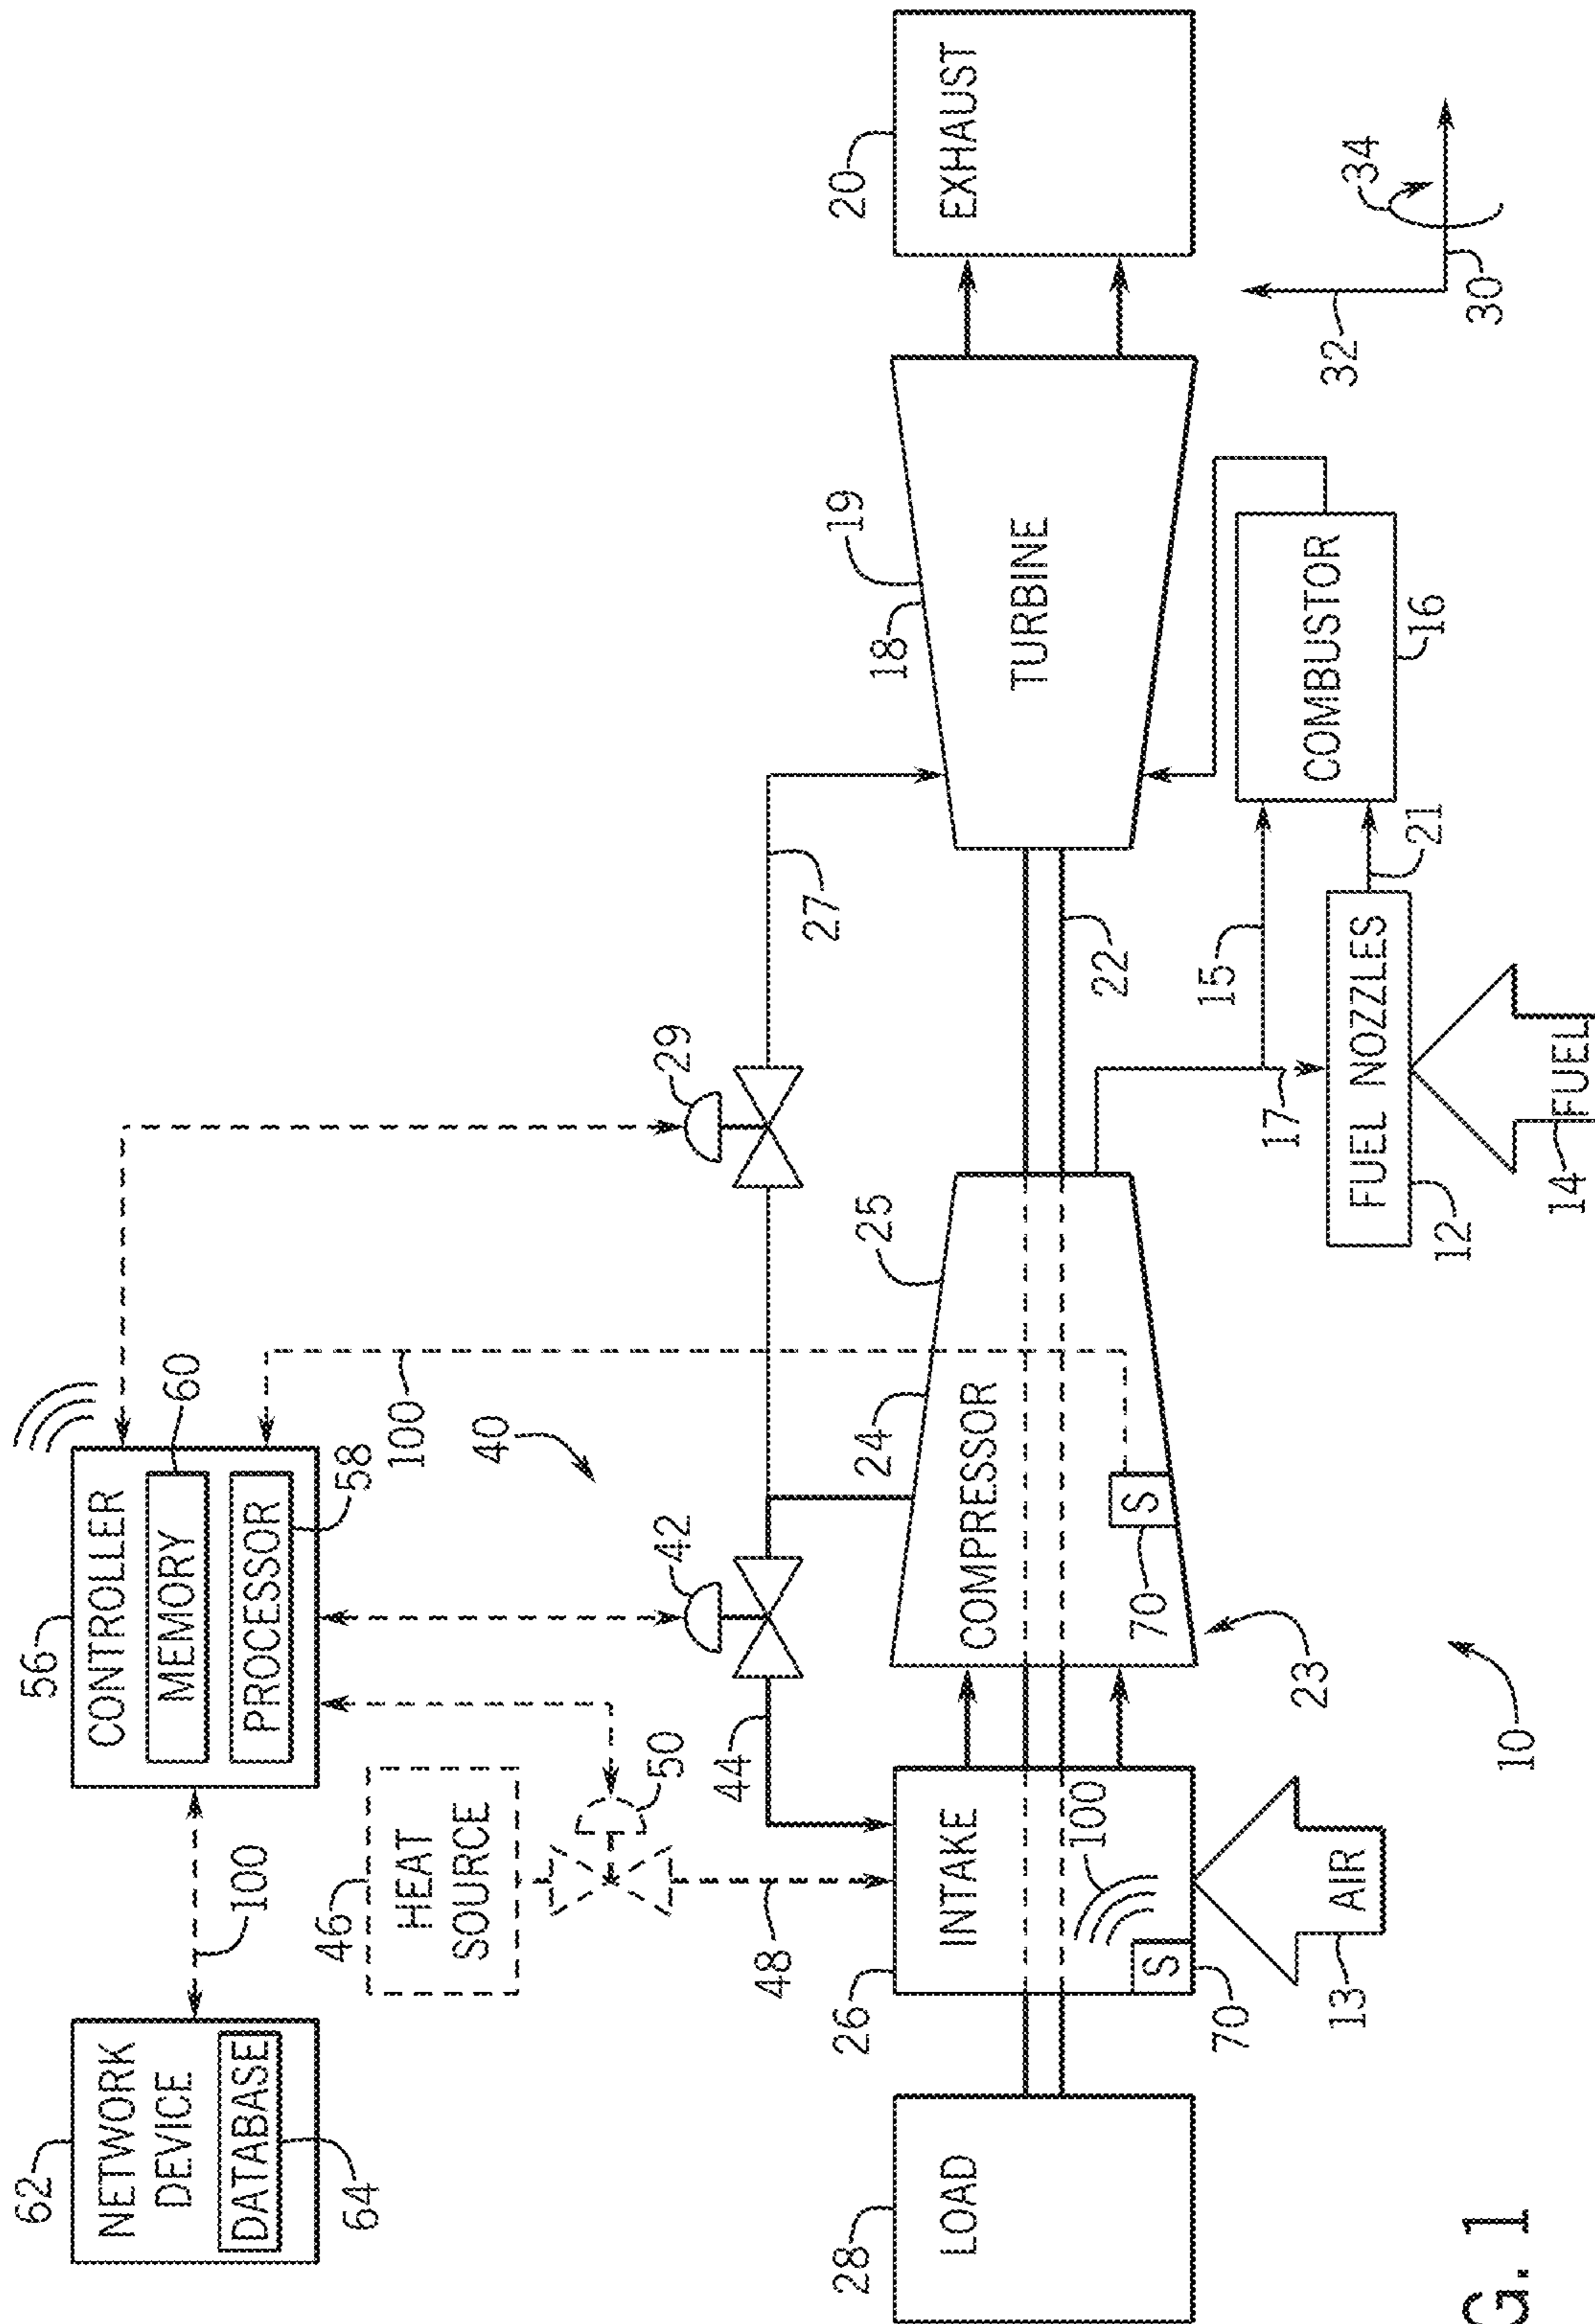 62
NETWORK
DEVICE
DATABASE
64
100
56
CONTROLLER
MEMORY
PROCESSOR
60
58
100
40
46
HEAT
SOURCE
50
48
44
42
29
27
28
LOAD
26
INTAKE
100
S
70
13
AIR
COMPRESSOR
24
25
S
70
23
22
18
19
TURBINE
20
EXHAUST
15
17
12
FUEL NOZZLES
14
FUEL
21
COMBUSTOR
16
32
30
34
10
G. 1